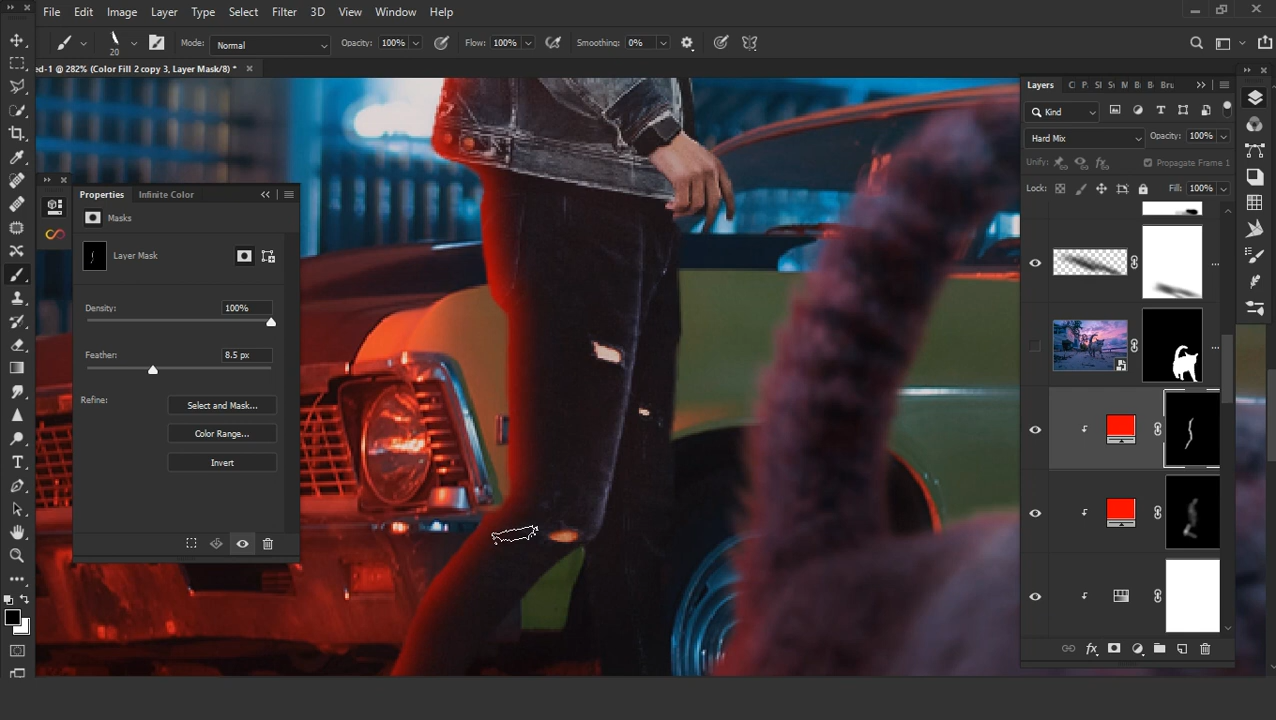 File Edit Image Layer Type Select Filter 3D View Window Help
20 Mode: Normal Opacity: 100% Flow: 100% Smoothing: 0%
ed-1 @ 282% (Color Fill 2 copy 3, Layer Mask/8) *
Layers
Kind
Hard Mix Opacity: 100%
Unify: Propagate Frame 1
Lock: Fill: 100%
Properties Infinite Color
Masks
Layer Mask
Density: 100%
Feather: 8.5 px
Refine: Select and Mask...
Color Range...
Invert